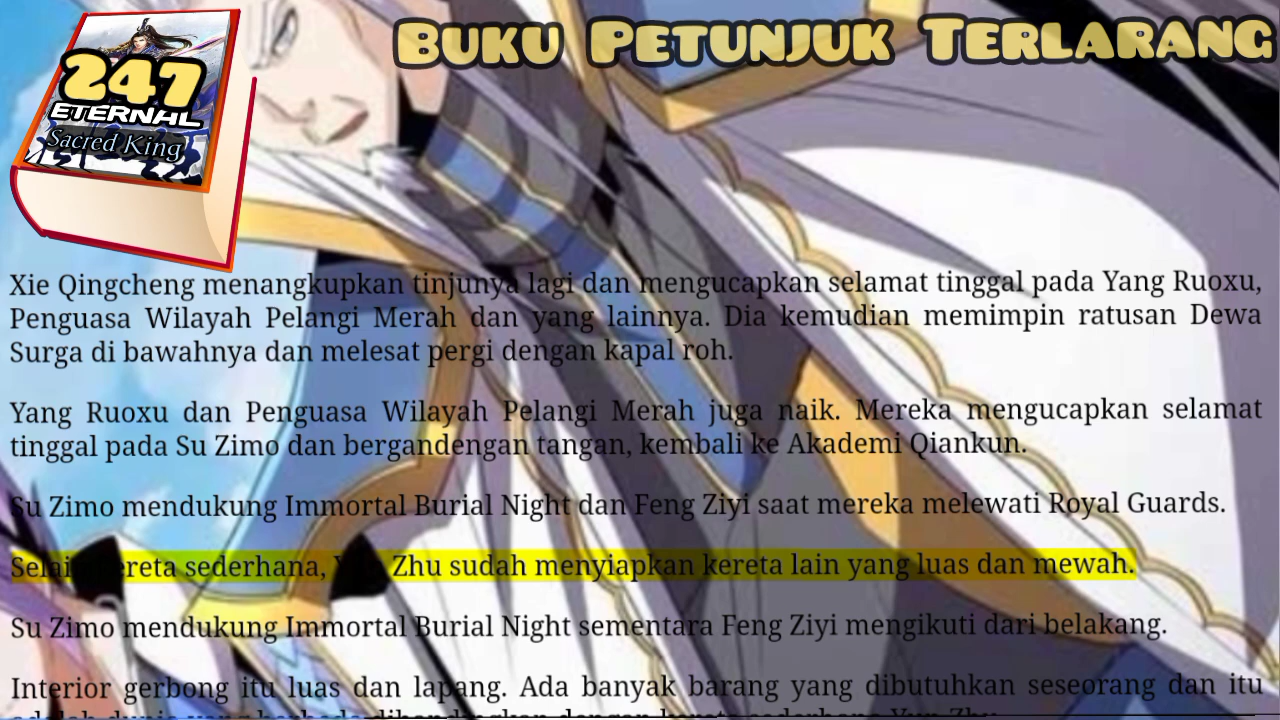 BUKU PETUNJUK TERLARANG
247
ETERNAL
Sacred King
Xie Qingcheng menangkupkan tinjunya lagi dan mengucapkan selamat tinggal pada Yang Ruoxu,
Penguasa Wilayah Pelangi Merah dan yang lainnya. Dia kemudian memimpin ratusan Dewa
Surga di bawahnya dan melesat pergi dengan kapal roh.
Yang Ruoxu dan Penguasa Wilayah Pelangi Merah juga naik. Mereka mengucapkan selamat
tinggal pada Su Zimo dan bergandengan tangan, kembali ke Akademi Qiankun.
Su Zimo mendukung Immortal Burial Night dan Feng Ziyi saat mereka melewati Royal Guards.
Selain kereta sederhana, Yun Zhu sudah menyiapkan kereta lain yang luas dan mewah.
Su Zimo mendukung Immortal Burial Night sementara Feng Ziyi mengikuti dari belakang.
Interior gerbong itu luas dan lapang. Ada banyak barang yang dibutuhkan seseorang dan itu